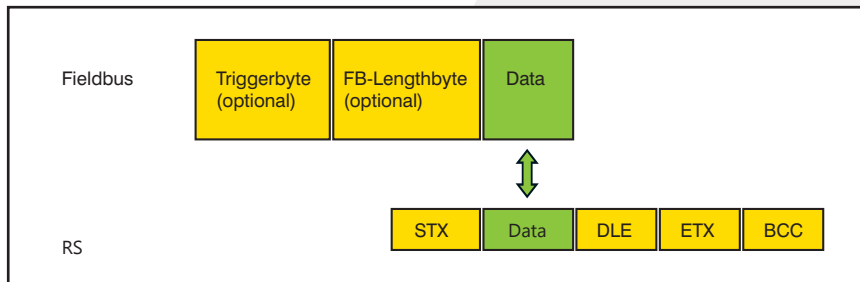 Fieldbus
Triggerbyte
(optional)
FB-Lengthbyte
(optional)
Data
RS
STX
Data
DLE
ETX
BCC